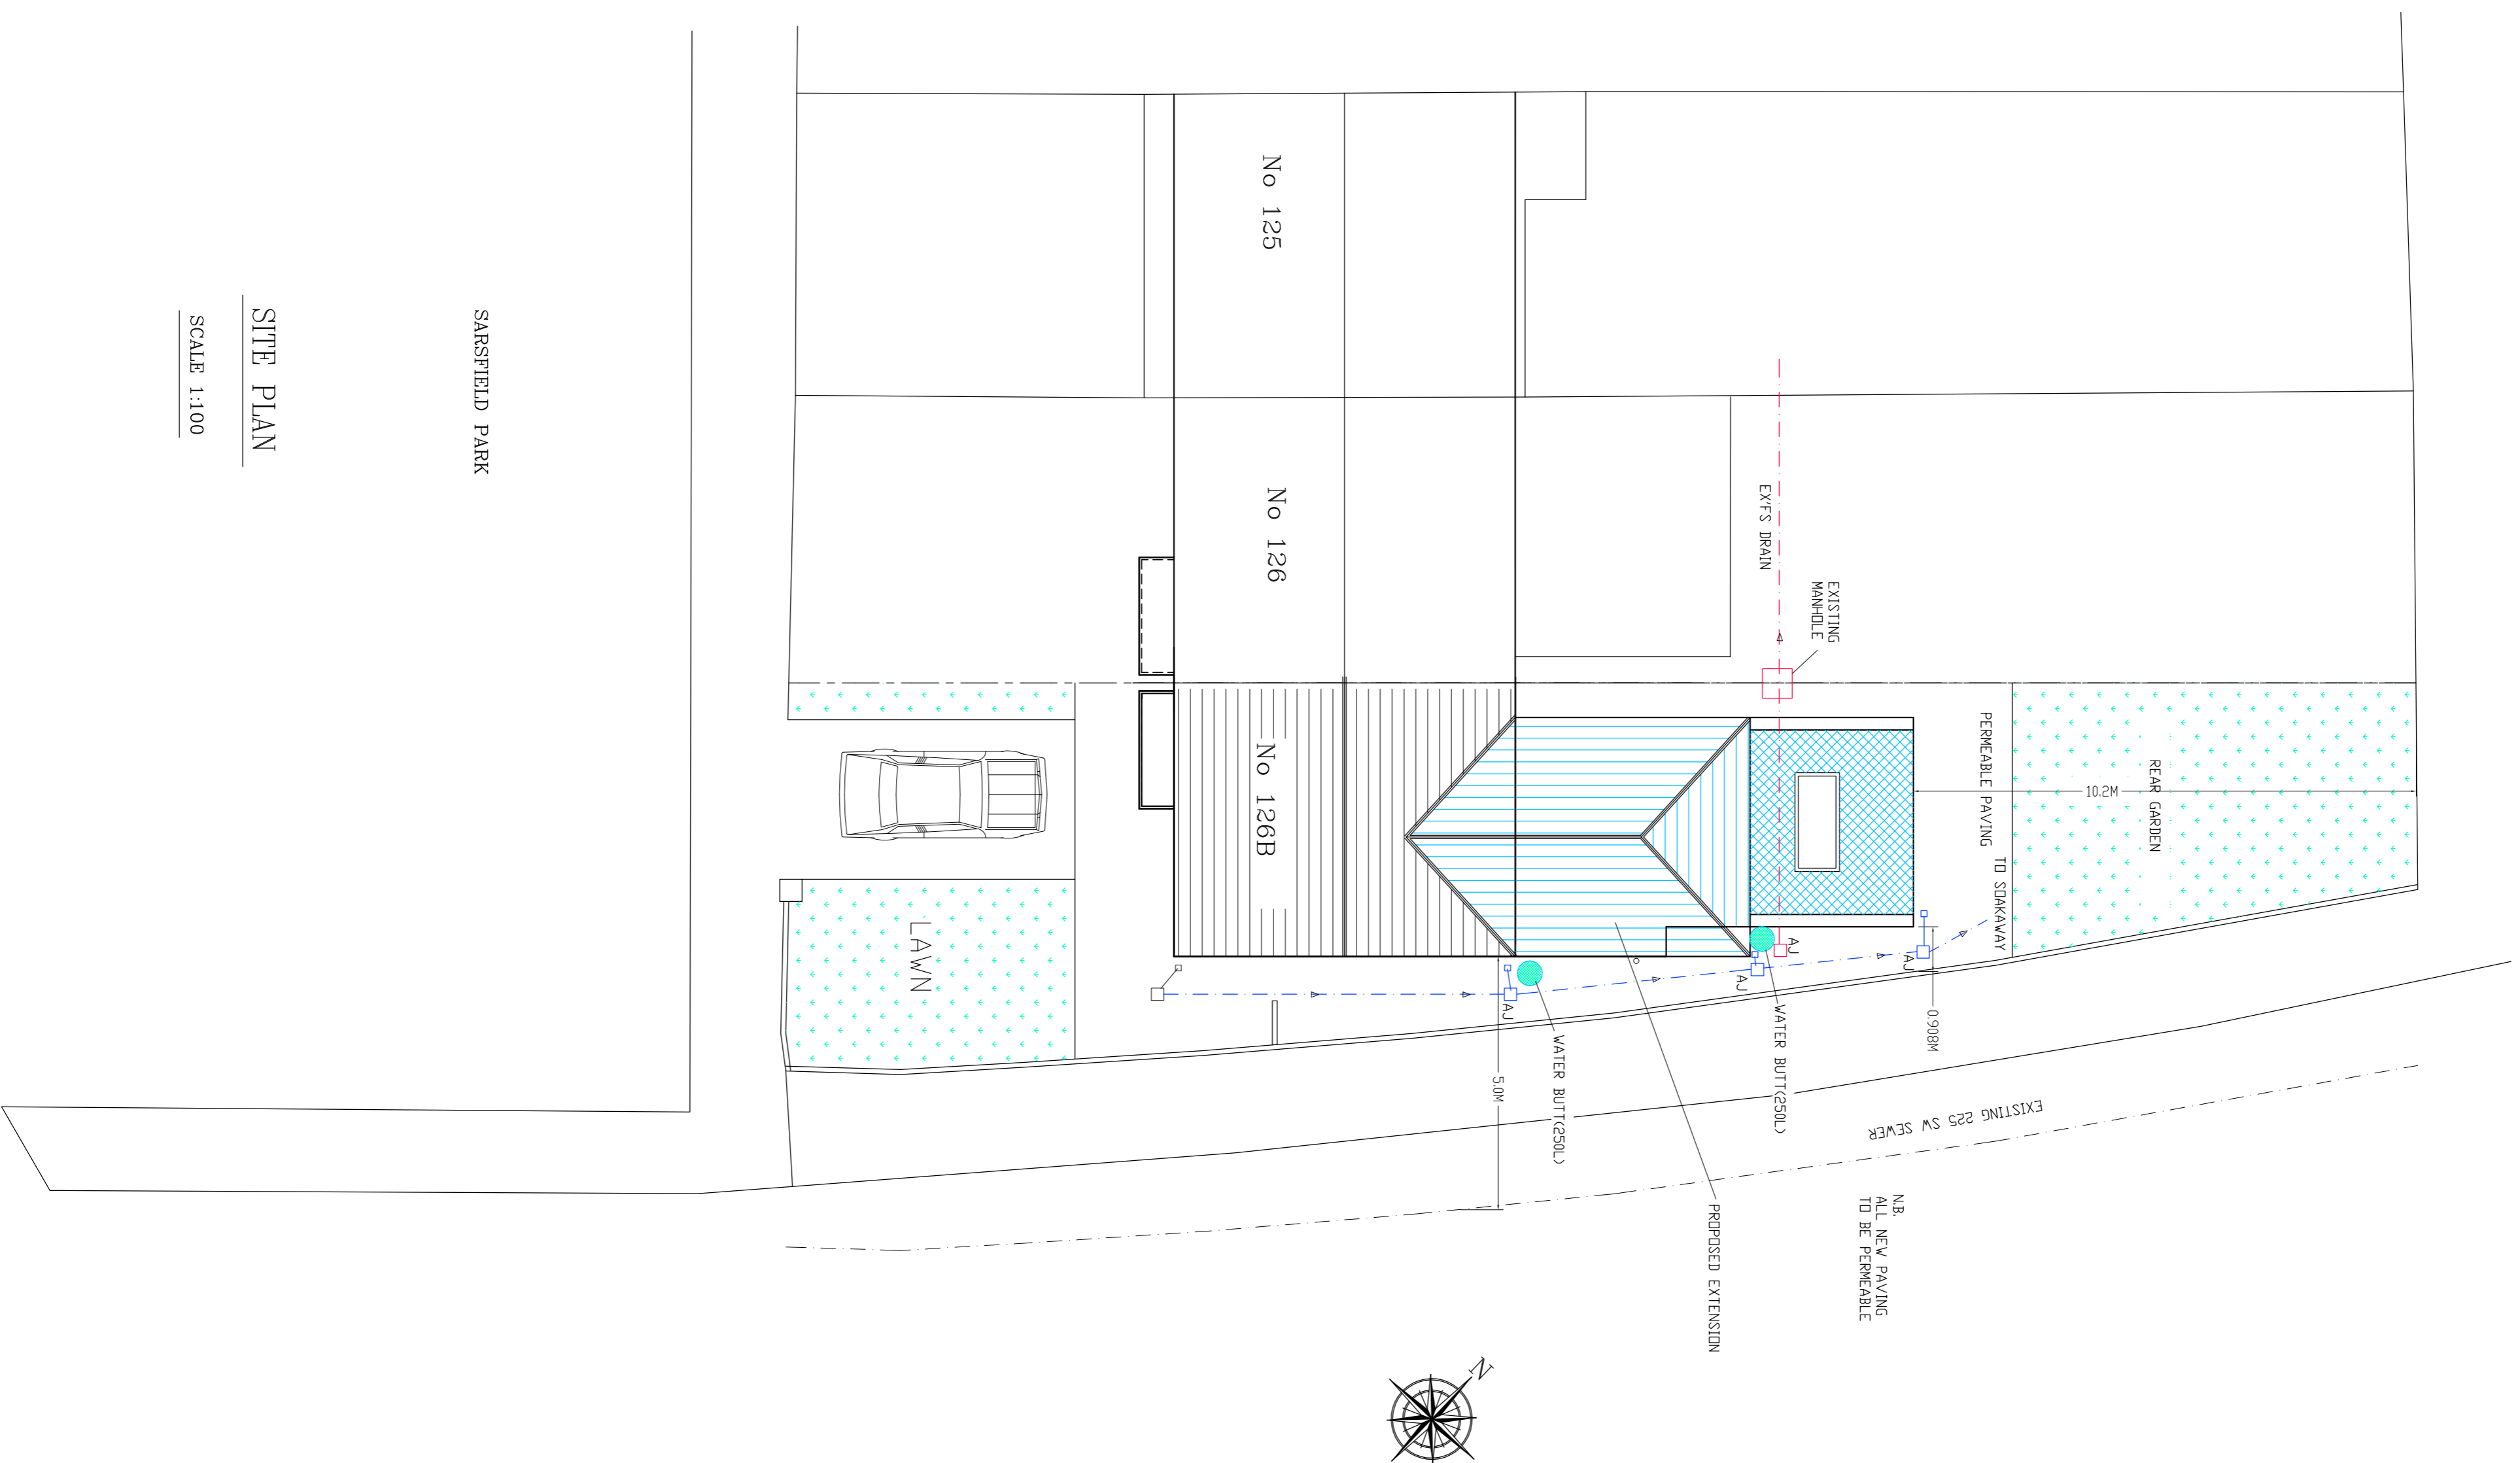 No 125
No 126
No 126B
SARSFIELD PARK
SITE PLAN
SCALE 1:100
EX'FS DRAIN
EXISTING
MANHOLE
PERMEABLE PAVING
REAR GARDEN
10.2M
TO SOAKAWAY
AJ
AJ
AJ
AJ
LAWN
WATER BUTT(250L)
WATER BUTT(250L)
0.908M
5.0M
EXISTING 225 SW SEWER
PROPOSED EXTENSION
N.B.
ALL NEW PAVING
TO BE PERMEABLE
N